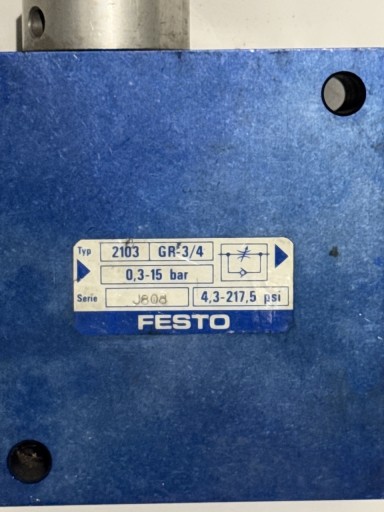 Typ 2103 GR-3/4
0,3-15 bar
Serie J808 4,3-217,5 psi
FESTO